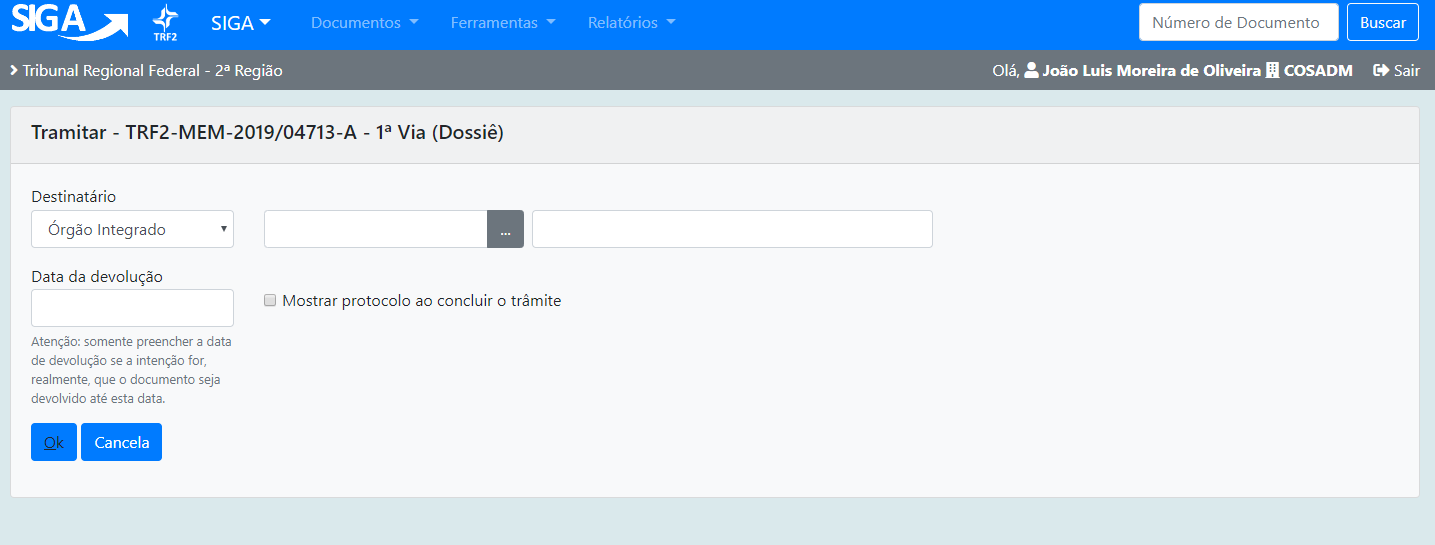 SIGA TRF2 SIGA Documentos Ferramentas Relatórios Número de Documento Buscar
Tribunal Regional Federal - 2ª Região Olá, João Luis Moreira de Oliveira COSADM Sair
Tramitar - TRF2-MEM-2019/04713-A - 1ª Via (Dossiê)
Destinatário
Órgão Integrado ...
Data da devolução
Mostrar protocolo ao concluir o trâmite
Atenção: somente preencher a data
de devolução se a intenção for,
realmente, que o documento seja
devolvido até esta data.
Ok Cancela